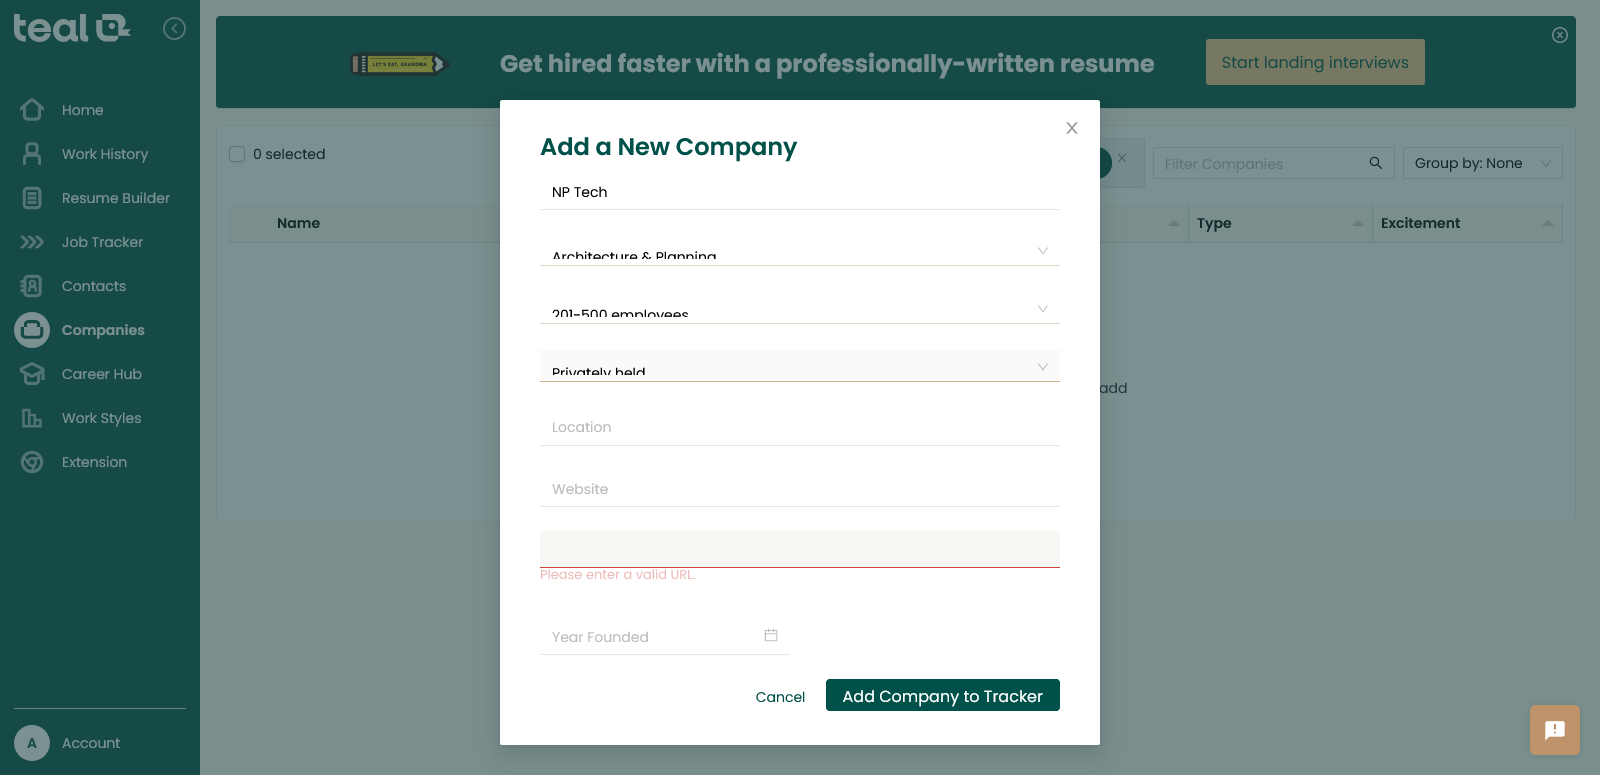 teal
Home
Work History
Resume Builder
Job Tracker
Contacts
Companies
Career Hub
Work Styles
Extension
A Account
LET'S EAT, GRANDMA
Get hired faster with a professionally-written resume
Start landing interviews
0 selected
Filter Companies
Group by: None
Name
Type
Excitement
add
Add a New Company
NP Tech
Architecture & Planning
201-500 employees
Privately held
Location
Website
Please enter a valid URL.
Year Founded
Cancel
Add Company to Tracker